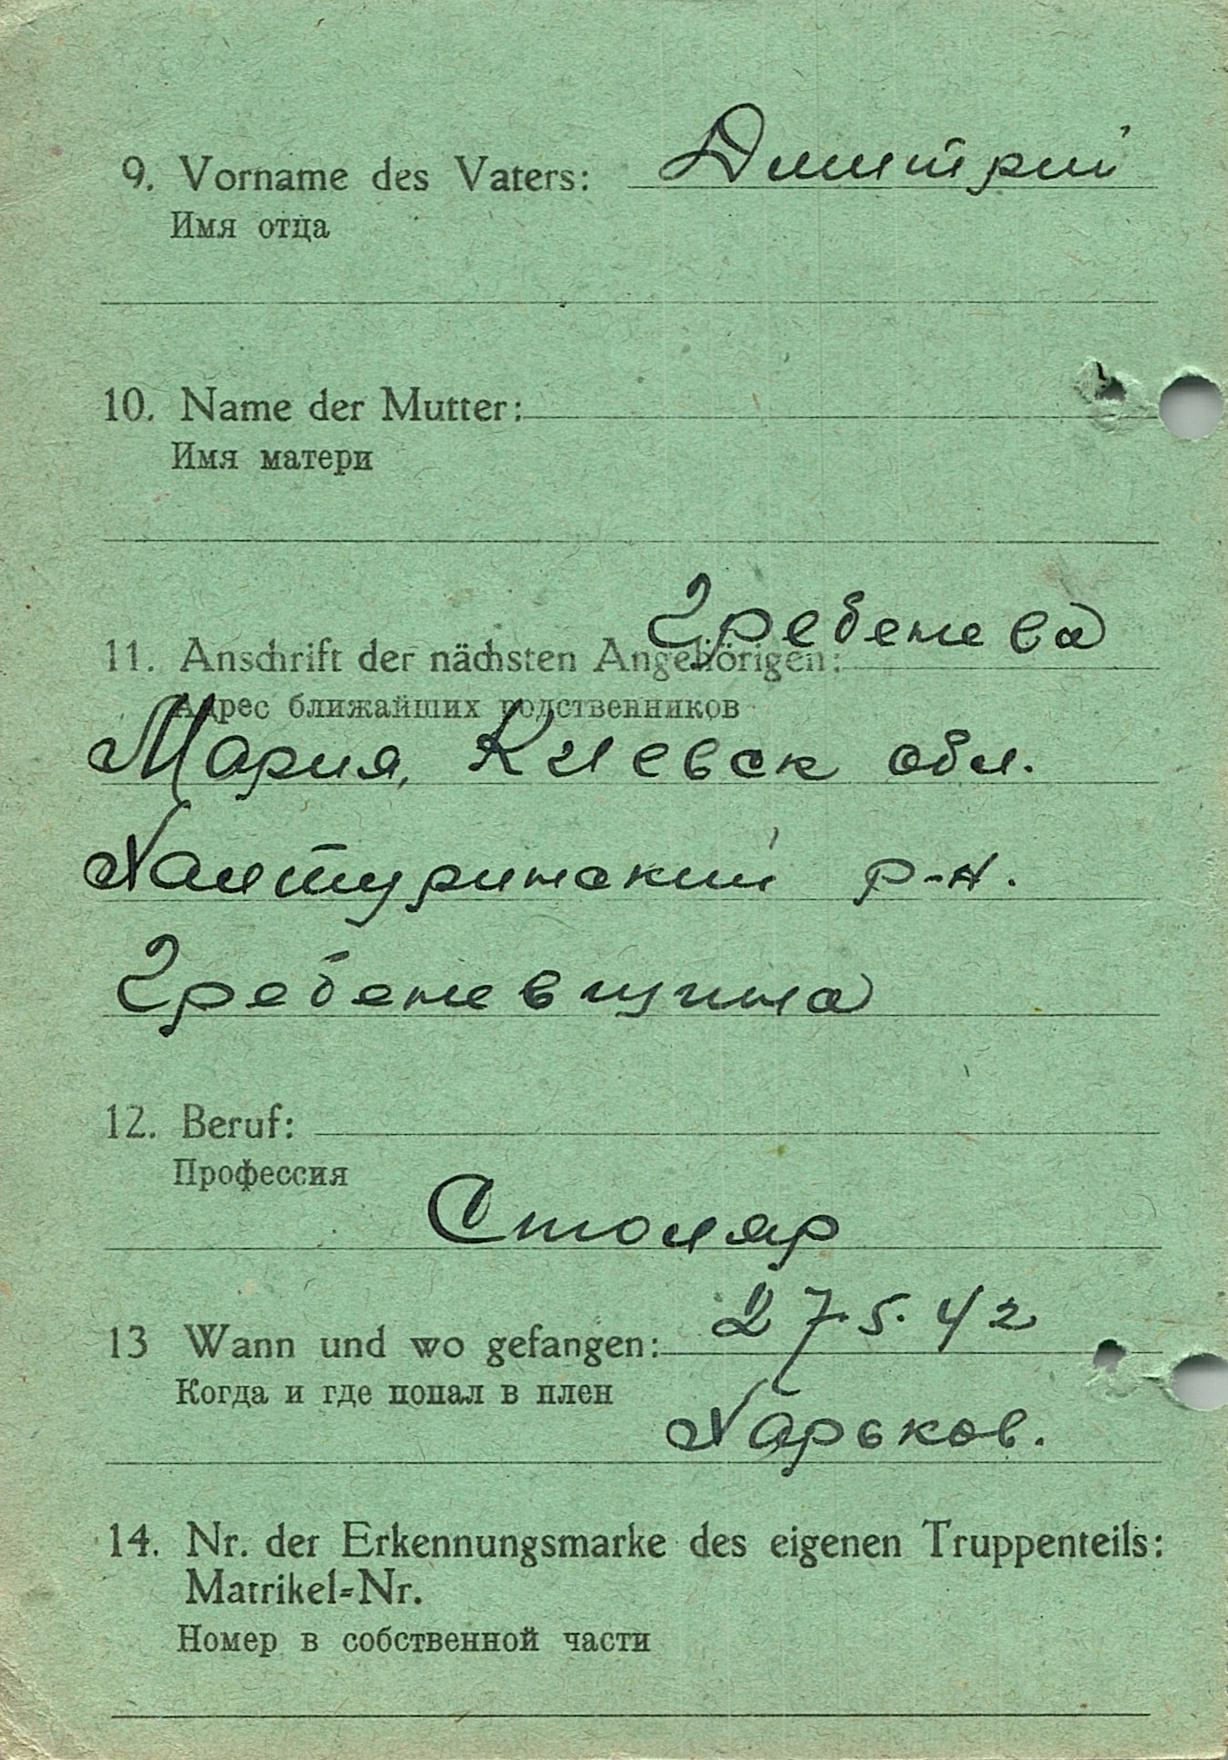 9. Vorname des Vaters: Дмитрий
Имя отца
10. Name der Mutter:
Имя матери
Гребенева
11. Anschrift der nächsten Angehörigen:
Адрес ближайших родственников
Мария, Киевск обл.
Хаитуринский р-н.
Гребеневщина
12. Beruf:
Профессия
Столяр
13 Wann und wo gefangen: 27.5.42
Когда и где попал в плен
Харьков.
14. Nr. der Erkennungsmarke des eigenen Truppenteils:
Matrikel=Nr.
Номер в собственной части